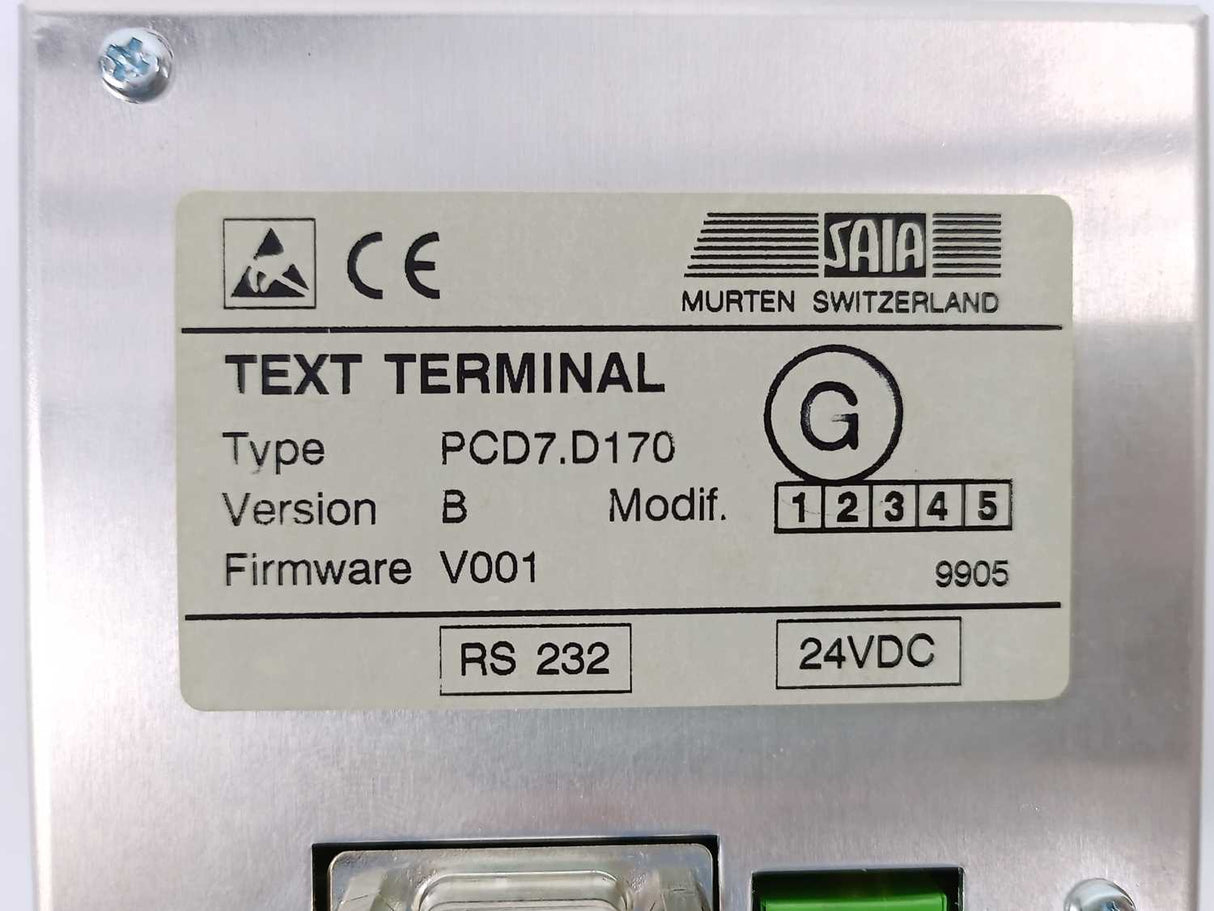 CE SAIA
MURTEN SWITZERLAND
TEXT TERMINAL G
Type PCD7.D170
Version B Modif. 1 2 3 4 5
Firmware V001 9905
RS 232 24VDC